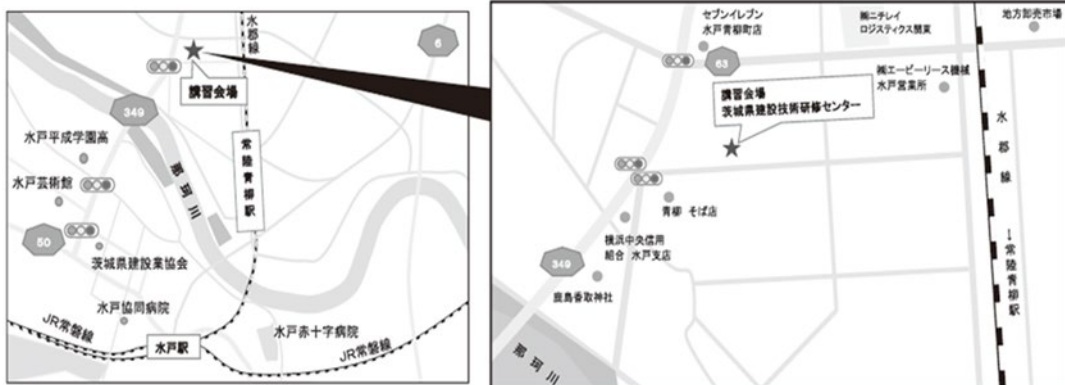 水郡線
6
講習会場
349
水戸平成学園高
水戸芸術館
那珂川
常陸青柳駅
50
茨城県建設業協会
水戸協同病院
JR常磐線
水戸駅
水戸赤十字病院
JR常磐線
セブンイレブン
水戸青柳町店
㈱ニチレイ
ロジスティクス関東
地方卸売市場
63
㈱エービーリース機械
水戸営業所
講習会場
茨城県建設技術研修センター
水郡線
↓常陸青柳駅
青柳 そば店
横浜中央信用
組合 水戸支店
349
鹿島香取神社
那珂川